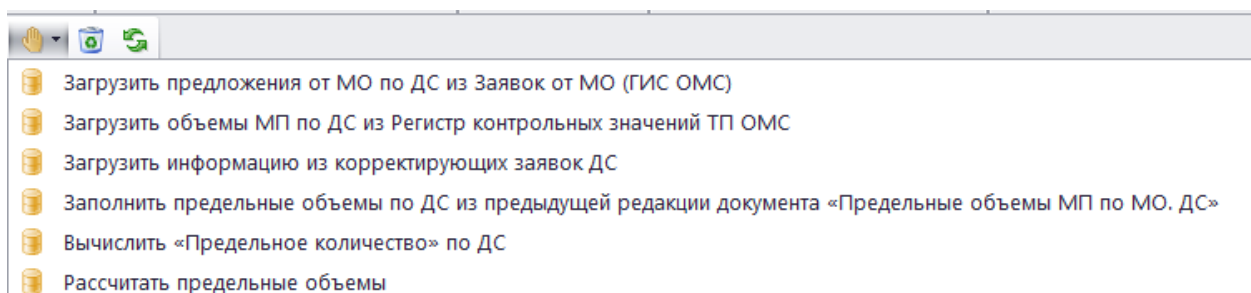 Загрузить предложения от МО по ДС из Заявок от МО (ГИС ОМС)
Загрузить объемы МП по ДС из Регистр контрольных значений ТП ОМС
Загрузить информацию из корректирующих заявок ДС
Заполнить предельные объемы по ДС из предыдущей редакции документа «Предельные объемы МП по МО. ДС»
Вычислить «Предельное количество» по ДС
Рассчитать предельные объемы